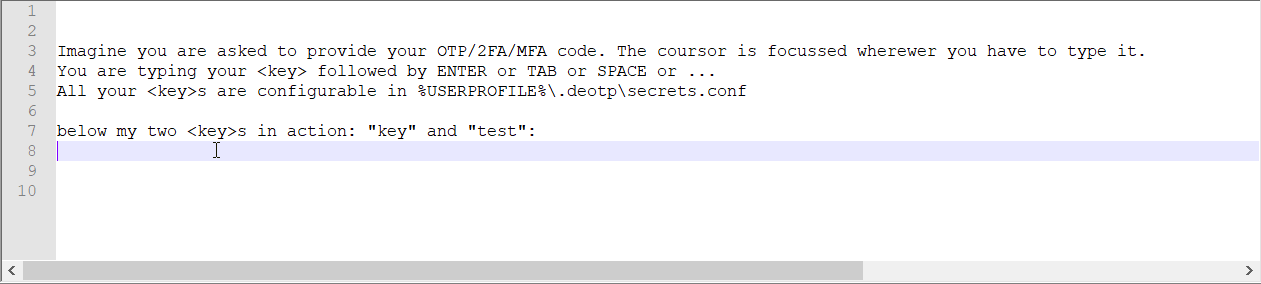 1
2
3 Imagine you are asked to provide your OTP/2FA/MFA code. The coursor is focussed wherewer you have to type it.
4 You are typing your <key> followed by ENTER or TAB or SPACE or ...
5 All your <key>s are configurable in %USERPROFILE%\.deotp\secrets.conf
6
7 below my two <key>s in action: "key" and "test":
8
9
10